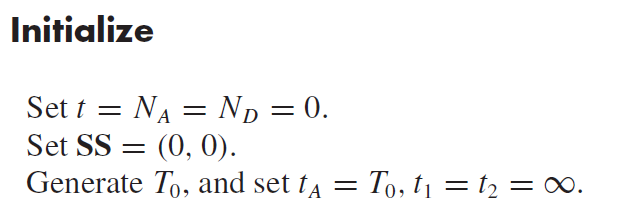 Initialize
Set t = N_A = N_D = 0.
Set SS = (0, 0).
Generate T_0, and set t_A = T_0, t_1 = t_2 = ∞.